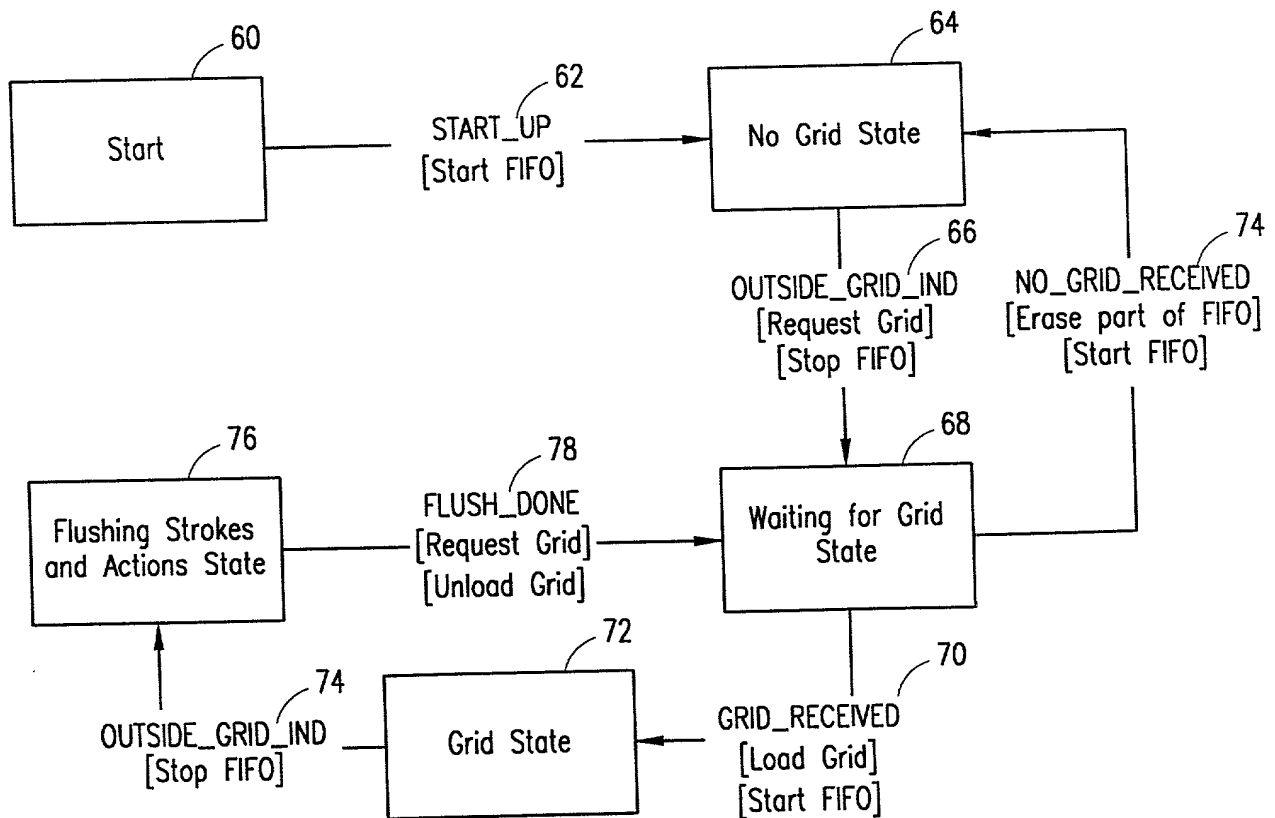 60
Start
62
START_UP
[Start FIFO]
64
No Grid State
66
OUTSIDE_GRID_IND
[Request Grid]
[Stop FIFO]
74
NO_GRID_RECEIVED
[Erase part of FIFO]
[Start FIFO]
76
Flushing Strokes
and Actions State
78
FLUSH_DONE
[Request Grid]
[Unload Grid]
68
Waiting for Grid
State
74
OUTSIDE_GRID_IND
[Stop FIFO]
72
Grid State
70
GRID_RECEIVED
[Load Grid]
[Start FIFO]